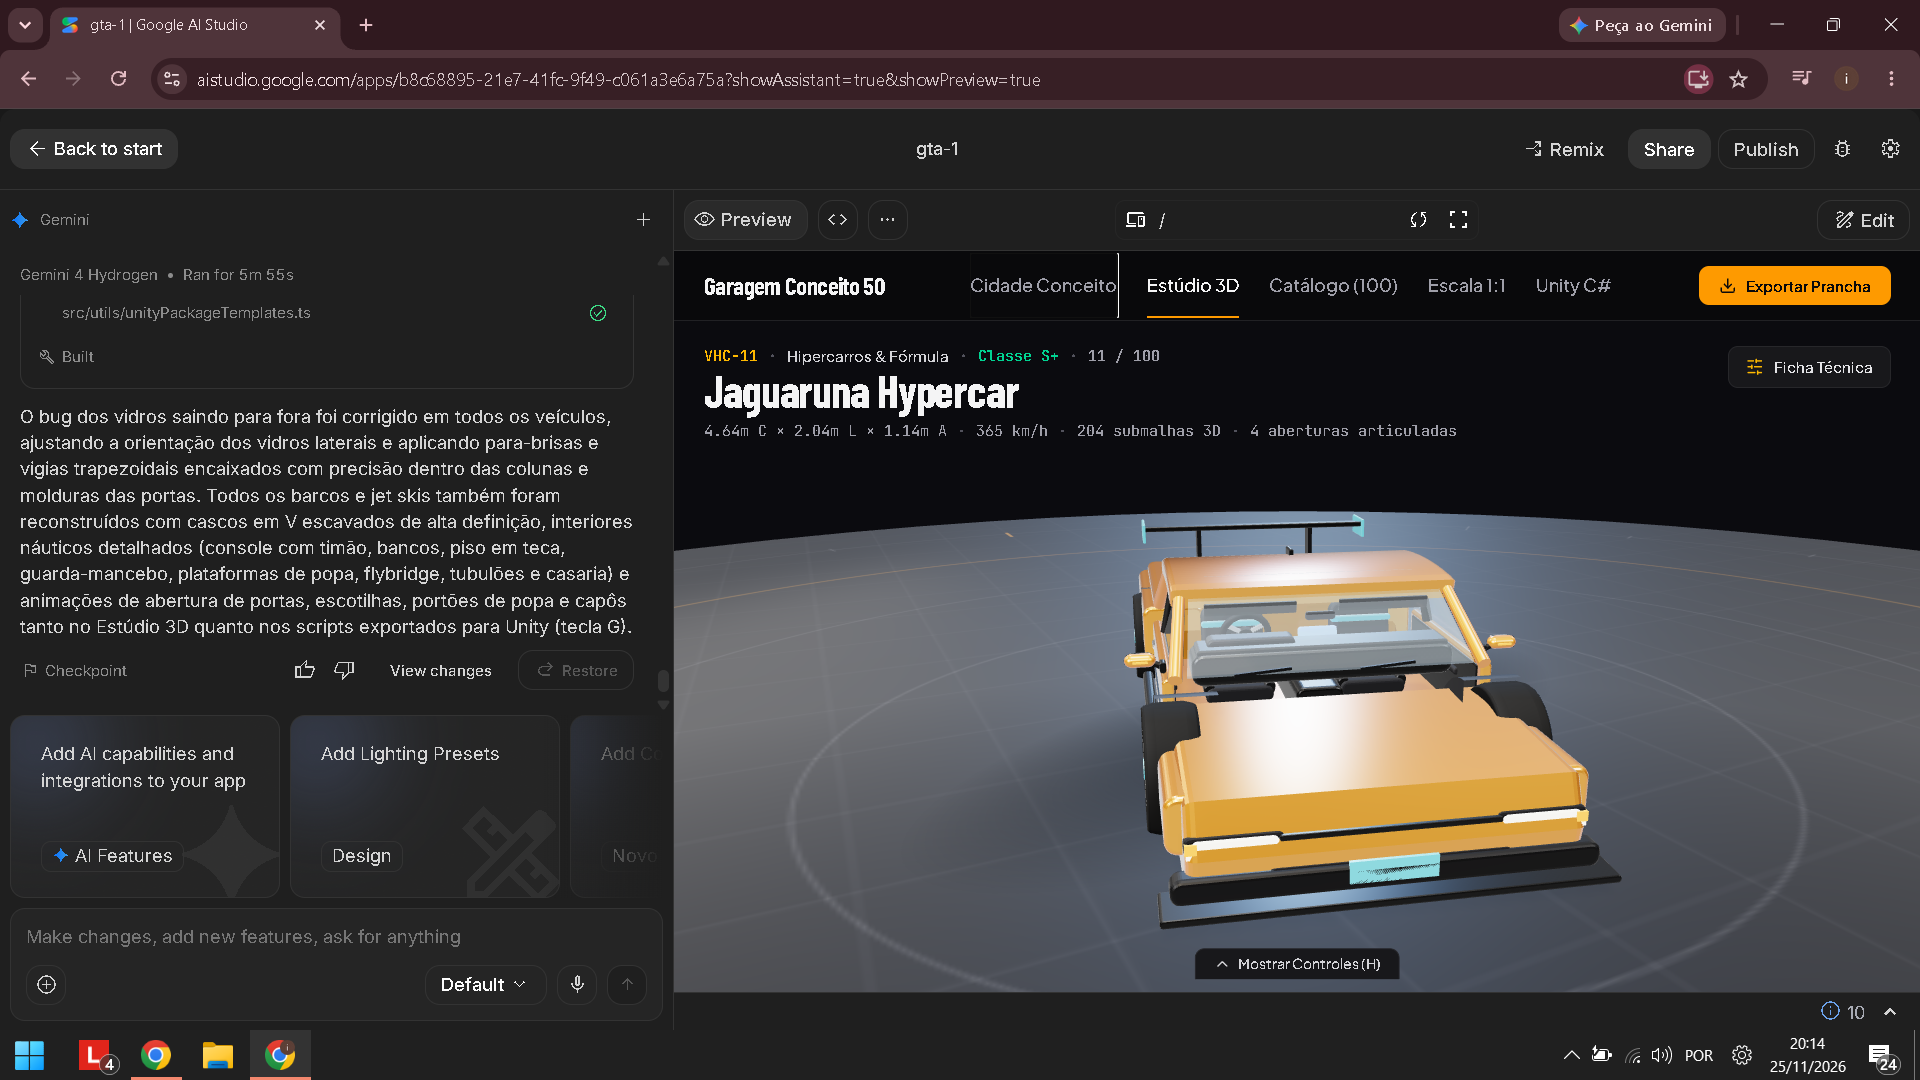 gta-1 | Google AI Studio
Peça ao Gemini
aistudio.google.com/apps/b8c68895-21e7-41fc-9f49-c061a3e6a75a?showAssistant=true&showPreview=true
i
Back to start
gta-1
Remix
Share
Publish
Gemini
Preview
/
Edit
Gemini 4 Hydrogen • Ran for 5m 55s
src/utils/unityPackageTemplates.ts
Built
O bug dos vidros saindo para fora foi corrigido em todos os veículos,
ajustando a orientação dos vidros laterais e aplicando para-brisas e
vigias trapezoidais encaixados com precisão dentro das colunas e
molduras das portas. Todos os barcos e jet skis também foram
reconstruídos com cascos em V escavados de alta definição, interiores
náuticos detalhados (console com timão, bancos, piso em teca,
guarda-mancebo, plataformas de popa, flybridge, tubulões e casaria) e
animações de abertura de portas, escotilhas, portões de popa e capôs
tanto no Estúdio 3D quanto nos scripts exportados para Unity (tecla G).
Checkpoint
View changes
Restore
Add AI capabilities and
integrations to your app
AI Features
Add Lighting Presets
Design
Add Co
Novo
Make changes, add new features, ask for anything
Default
Garagem Conceito 50
Cidade Conceito
Estúdio 3D
Catálogo (100)
Escala 1:1
Unity C#
Exportar Prancha
VHC-11 · Hipercarros & Fórmula · Classe S+ · 11 / 100
Ficha Técnica
Jaguaruna Hypercar
4.64m C × 2.04m L × 1.14m A · 365 km/h · 204 submalhas 3D · 4 aberturas articuladas
Mostrar Controles (H)
10
L
4
POR
20:14
25/11/2026
24